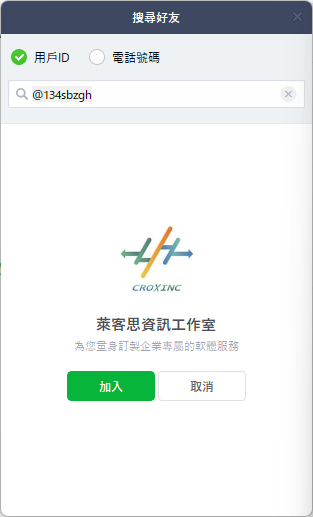 搜尋好友
用戶ID
電話號碼
@134sbzgh
CROXINC
萊客思資訊工作室
為您量身訂製企業專屬的軟體服務
加入
取消